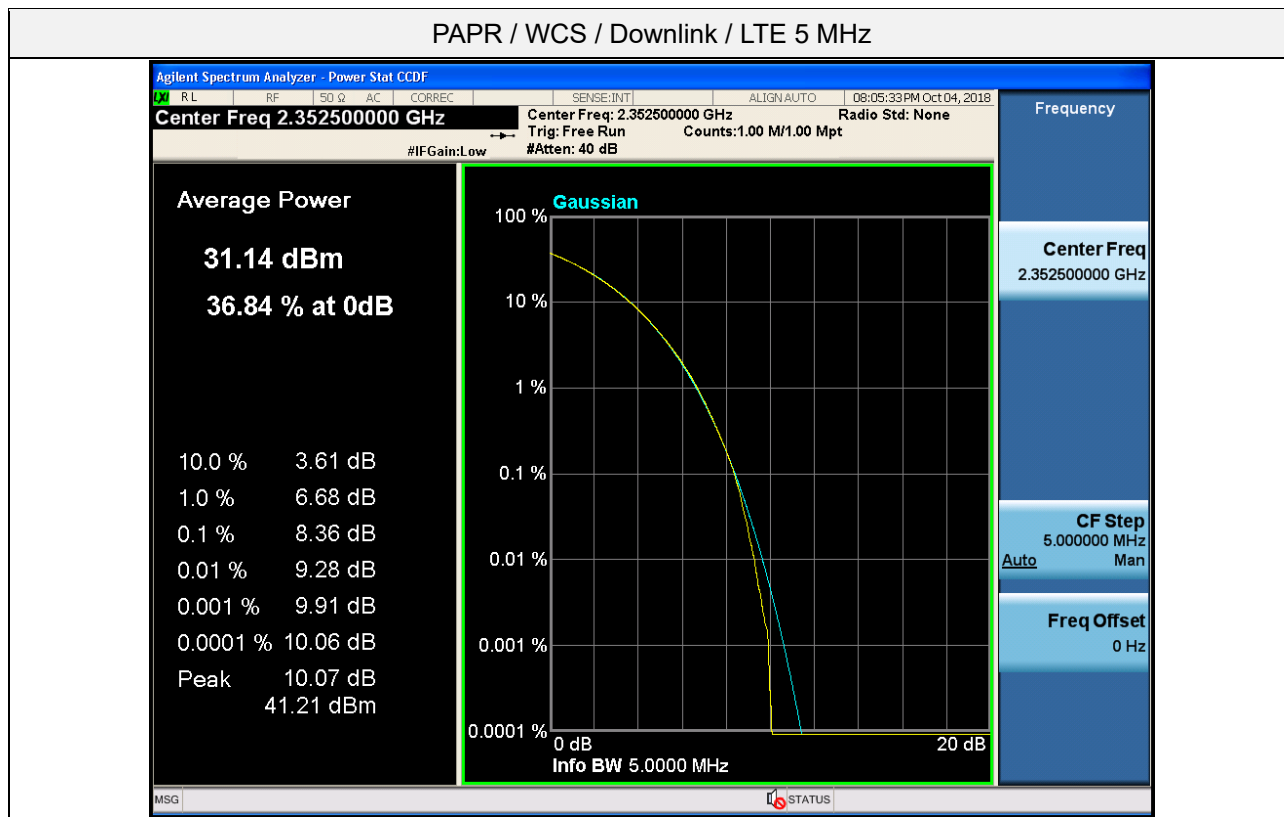 PAPR / WCS / Downlink / LTE 5 MHz
Agilent Spectrum Analyzer - Power Stat CCDF
LXI RL RF 50 Ω AC CORREC SENSE:INT ALIGN AUTO 08:05:33 PM Oct 04, 2018
Center Freq 2.352500000 GHz
Center Freq: 2.352500000 GHz Radio Std: None
Trig: Free Run Counts:1.00 M/1.00 Mpt
#IFGain:Low #Atten: 40 dB
Frequency
Average Power
31.14 dBm
36.84 % at 0dB
10.0 % 3.61 dB
1.0 % 6.68 dB
0.1 % 8.36 dB
0.01 % 9.28 dB
0.001 % 9.91 dB
0.0001 % 10.06 dB
Peak 10.07 dB
41.21 dBm
Gaussian
100 %
10 %
1 %
0.1 %
0.01 %
0.001 %
0.0001 %
0 dB 20 dB
Info BW 5.0000 MHz
Center Freq
2.352500000 GHz
CF Step
5.000000 MHz
Auto Man
Freq Offset
0 Hz
MSG STATUS